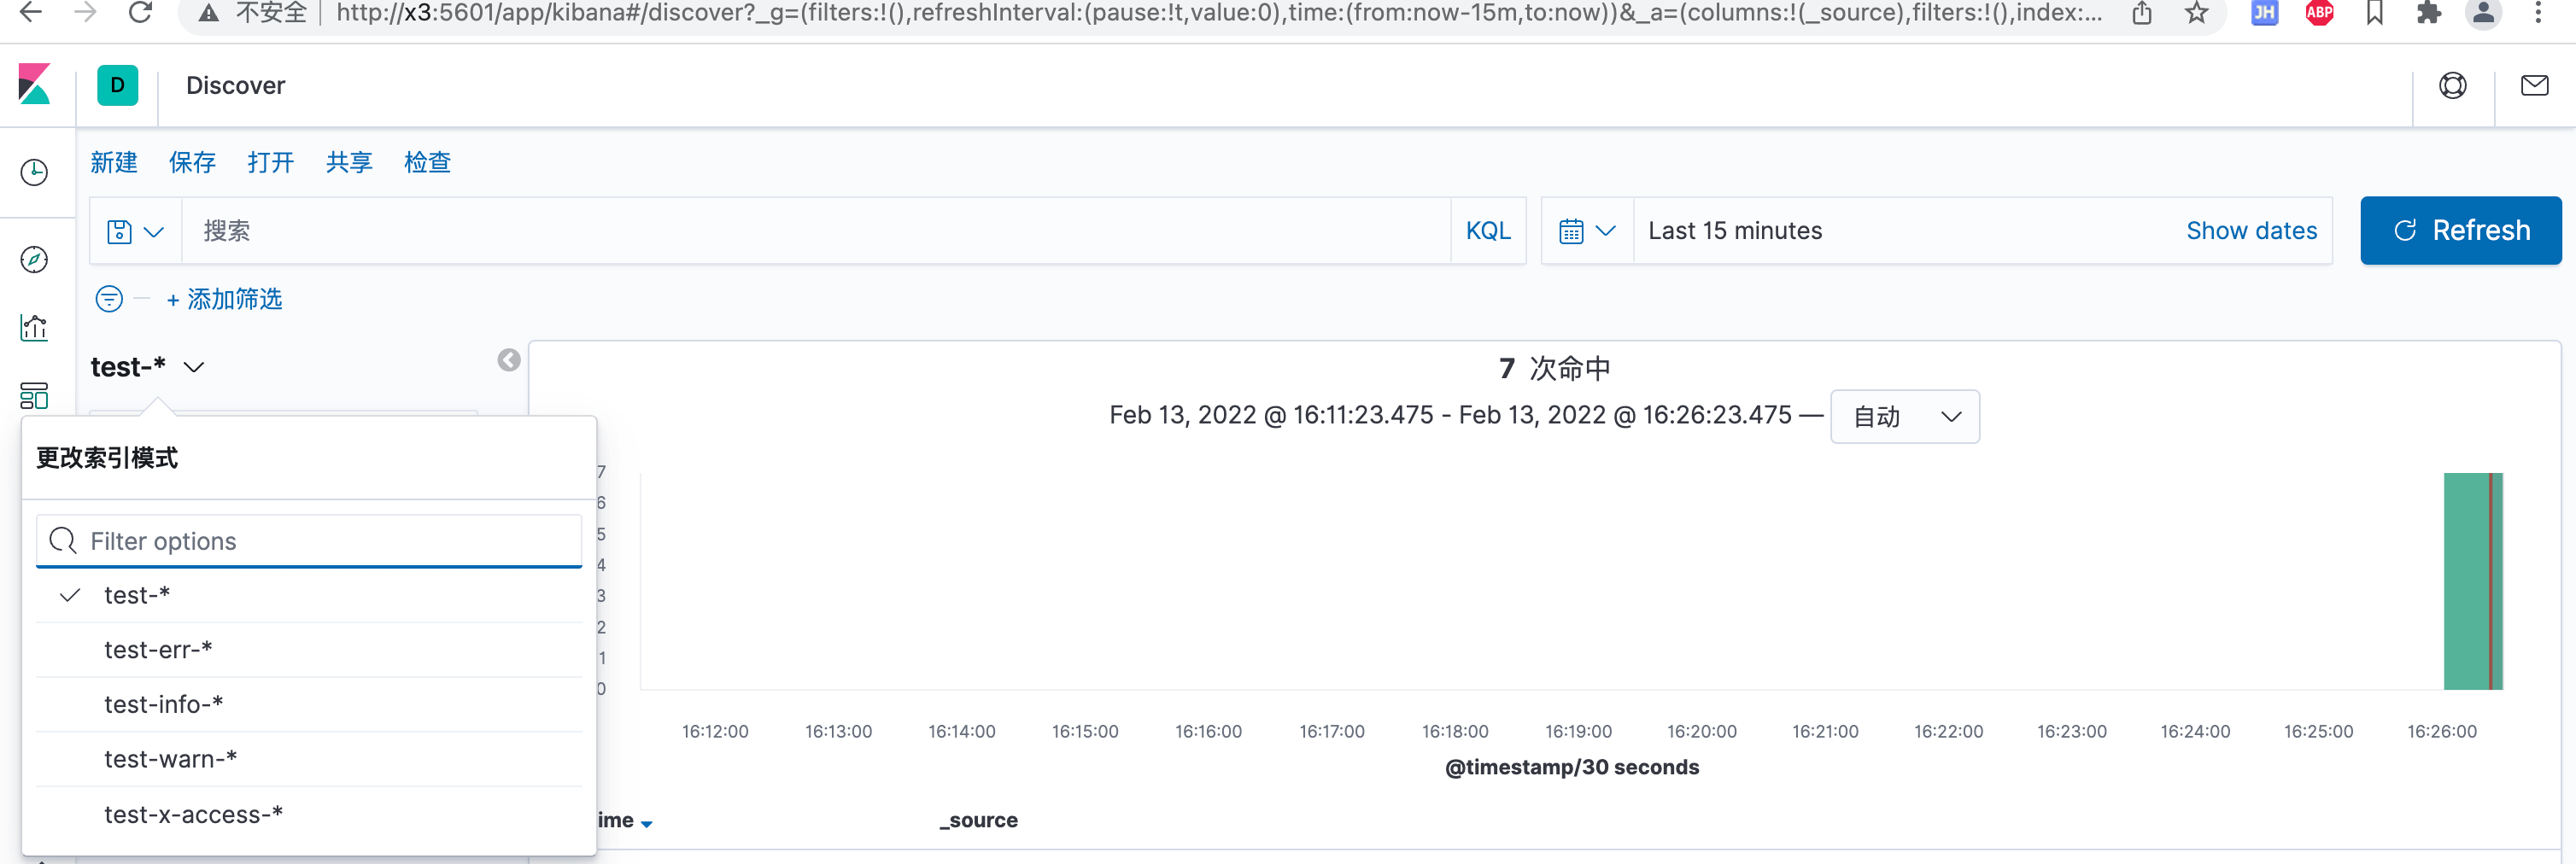 不安全 http://x3:5601/app/kibana#/discover?_g=(filters:!(),refreshInterval:(pause:!t,value:0),time:(from:now-15m,to:now))&_a=(columns:!(_source),filters:!(),index:... JH ABP
D Discover
新建 保存 打开 共享 检查
搜索 KQL Last 15 minutes Show dates Refresh
+ 添加筛选
test-*
7 次命中
Feb 13, 2022 @ 16:11:23.475 - Feb 13, 2022 @ 16:26:23.475 — 自动
更改索引模式
Filter options
test-*
test-err-*
test-info-*
test-warn-*
test-x-access-*
7
6
5
4
3
2
1
0
16:12:00 16:13:00 16:14:00 16:15:00 16:16:00 16:17:00 16:18:00 16:19:00 16:20:00 16:21:00 16:22:00 16:23:00 16:24:00 16:25:00 16:26:00
@timestamp/30 seconds
ime _source